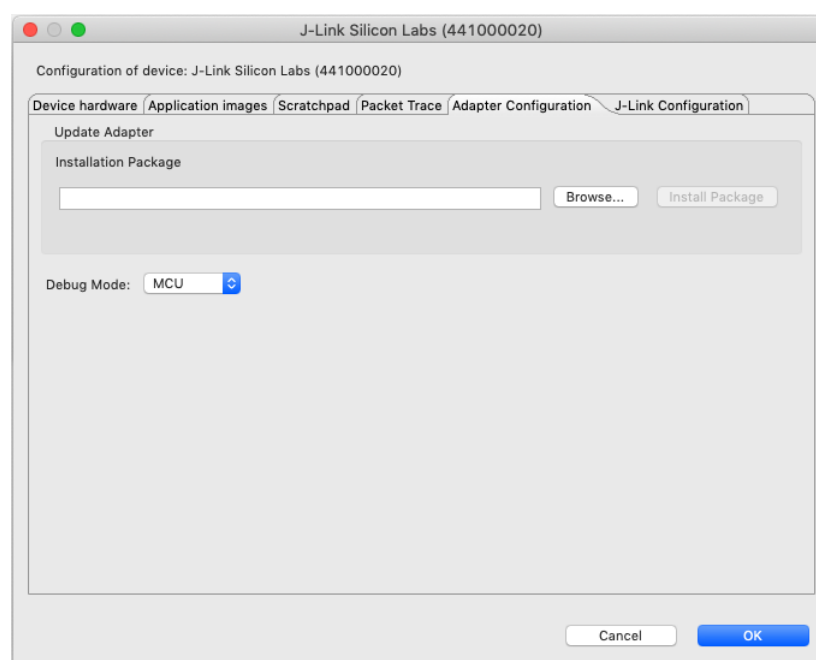 J-Link Silicon Labs (441000020)
Configuration of device: J-Link Silicon Labs (441000020)
Device hardware Application images Scratchpad Packet Trace Adapter Configuration J-Link Configuration
Update Adapter
Installation Package
Browse... Install Package
Debug Mode: MCU
Cancel OK